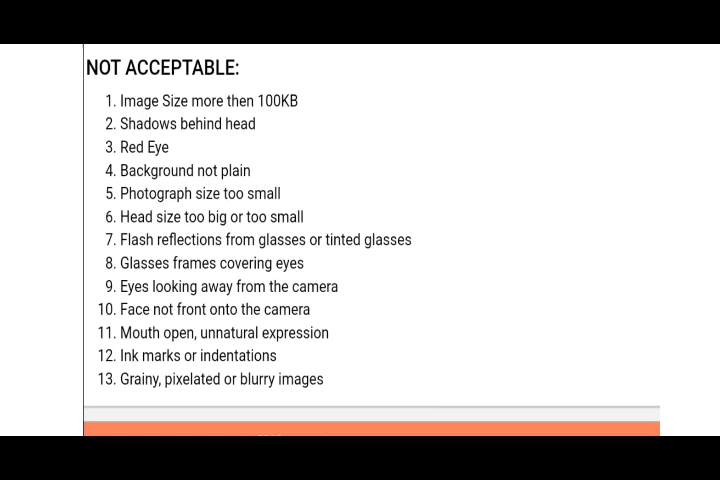 NOT ACCEPTABLE:
1. Image Size more then 100KB
2. Shadows behind head
3. Red Eye
4. Background not plain
5. Photograph size too small
6. Head size too big or too small
7. Flash reflections from glasses or tinted glasses
8. Glasses frames covering eyes
9. Eyes looking away from the camera
10. Face not front onto the camera
11. Mouth open, unnatural expression
12. Ink marks or indentations
13. Grainy, pixelated or blurry images